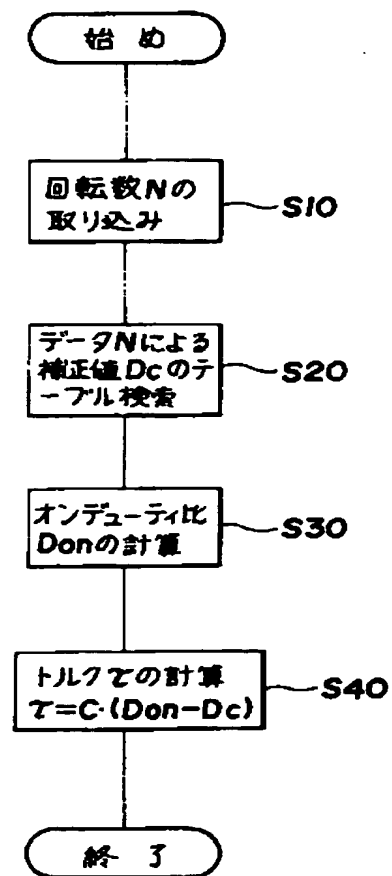 始め
回転数Nの
取り込み
S10
データNによる
補正値Dcのテ
ーブル検索
S20
オンデューティ比
Donの計算
S30
トルクτの計算
τ=C·(Don-Dc)
S40
終了